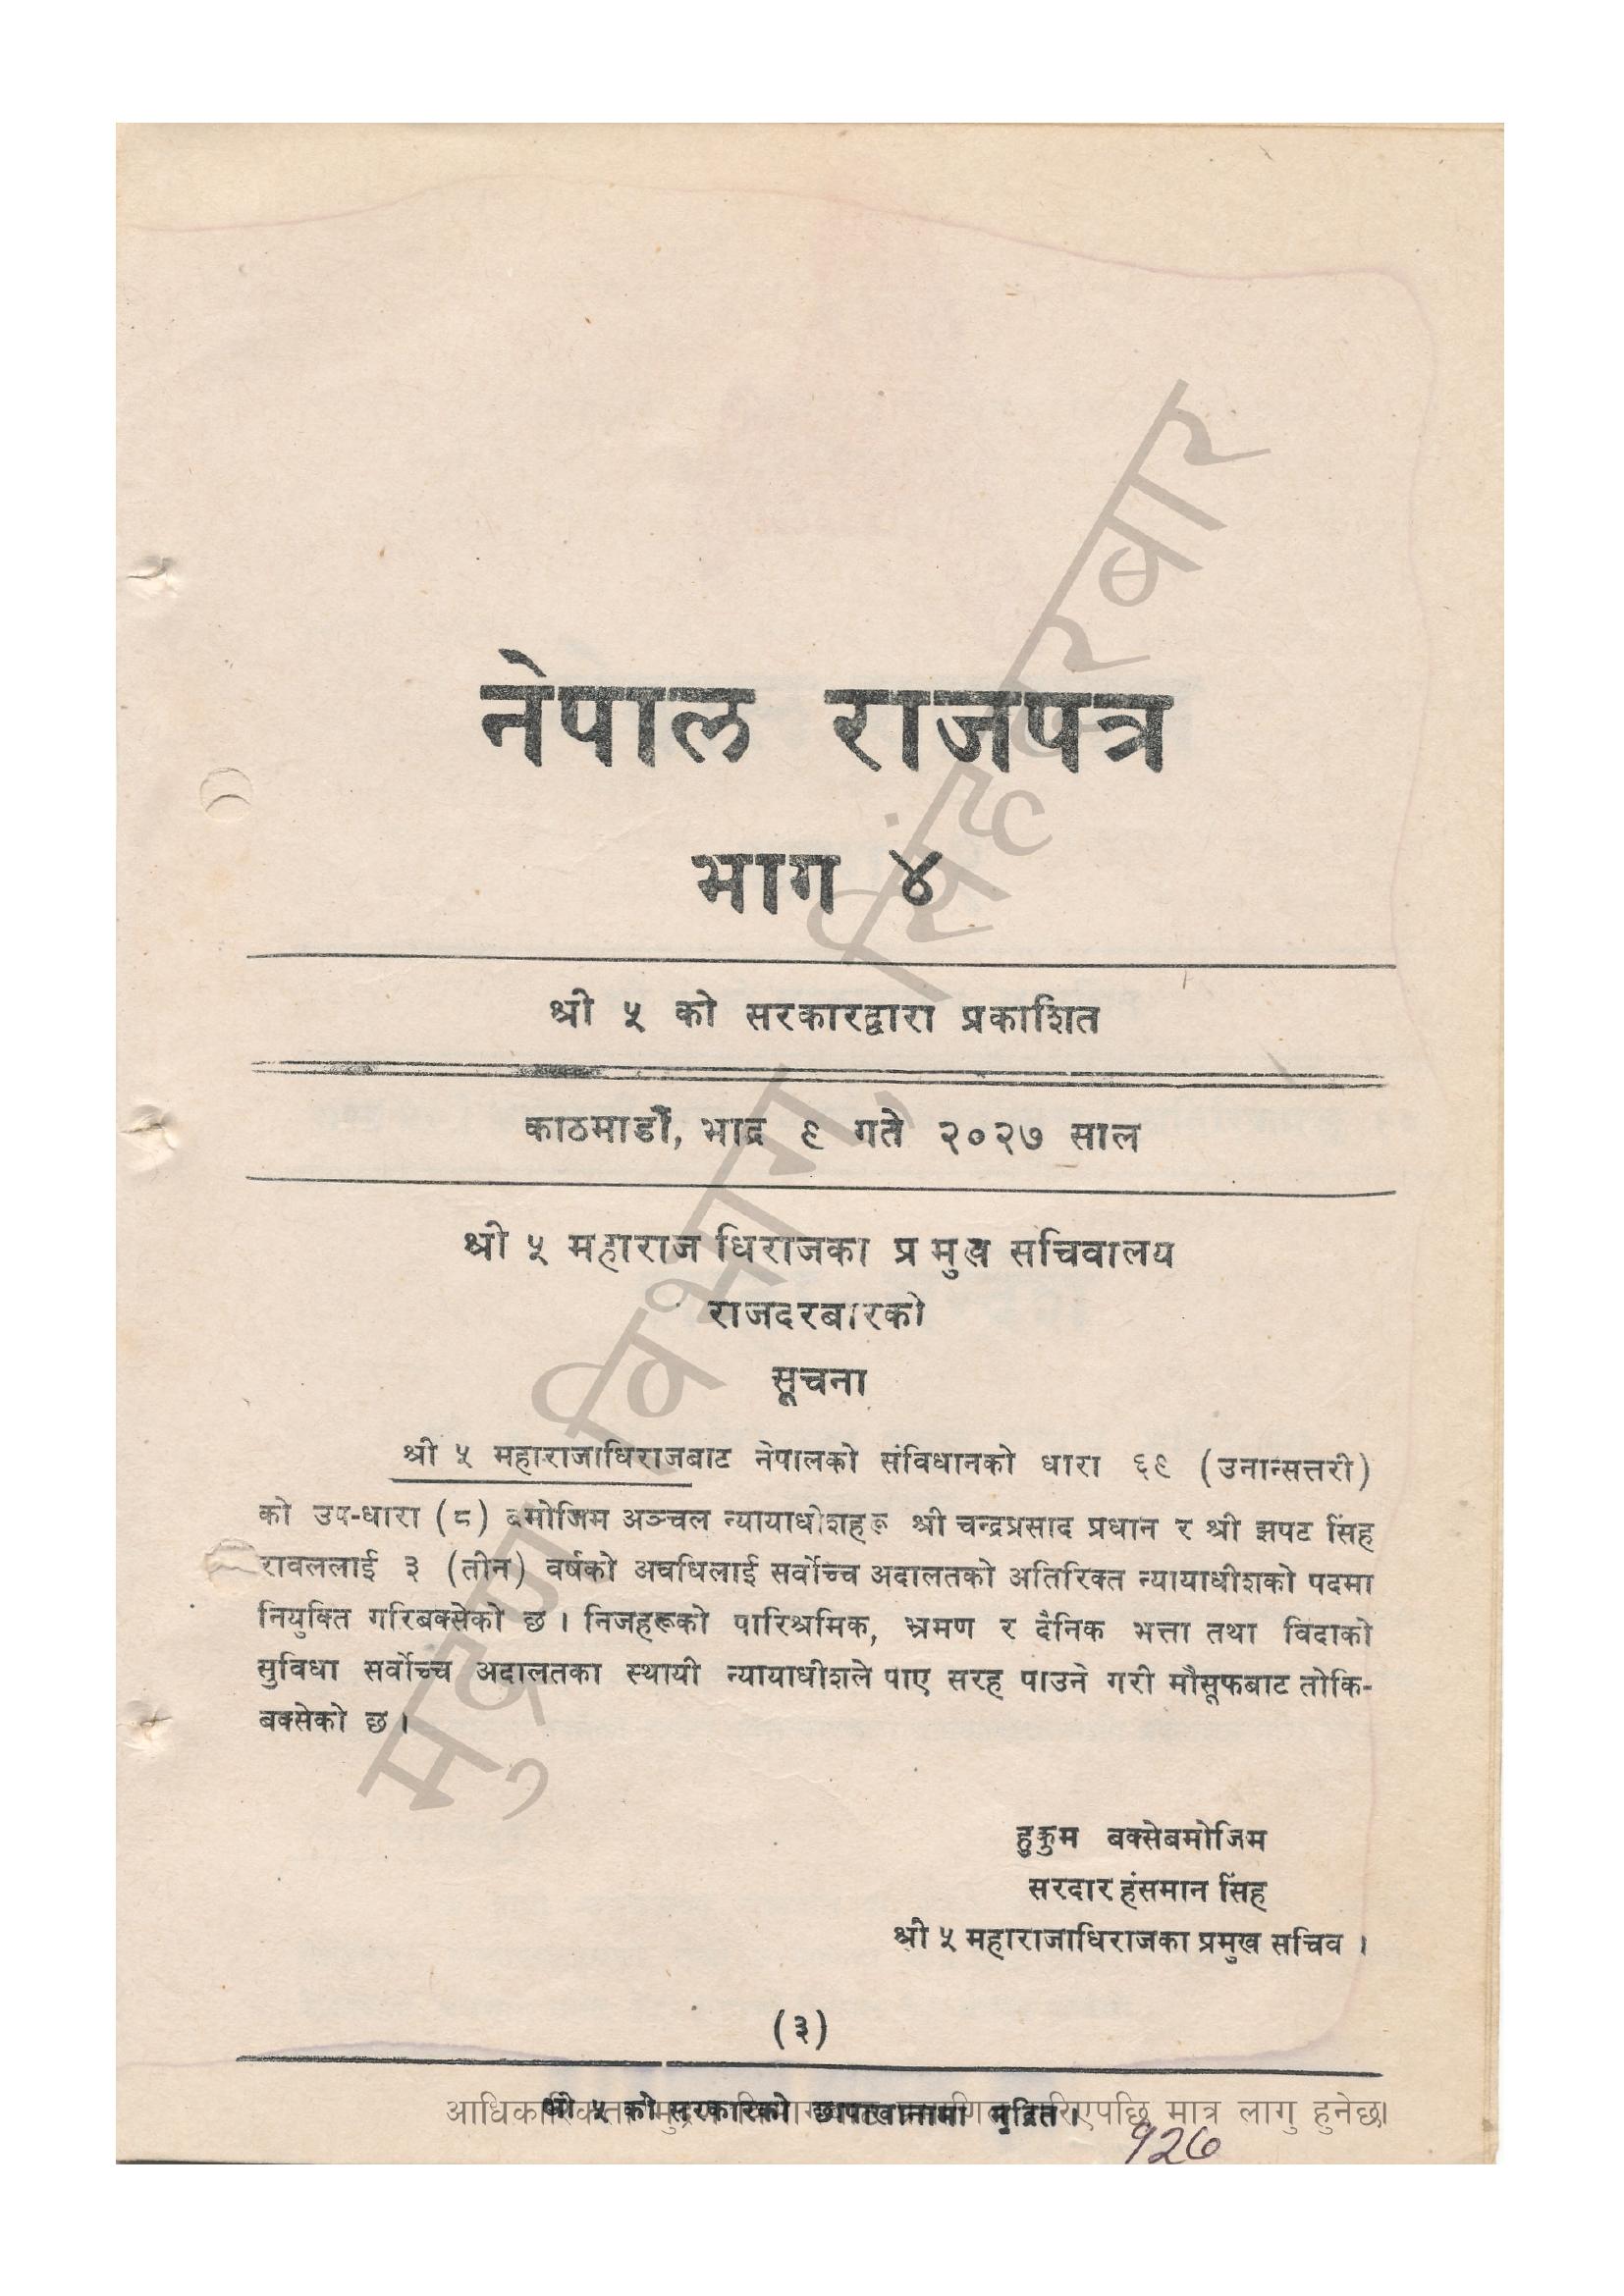 नेपाल राजपत्र
भाग ४
श्री ५ को सरकारद्वारा प्रकाशित
काठमाडौं, भाद्र ९ गते २०२७ साल
श्री ५ महाराज धिराजका प्रमुख सचिवालय
राजदरबारको
सूचना
श्री ५ महाराजाधिराजबाट नेपालको संविधानको धारा ६९ (उनान्सत्तरी)
को उप-धारा (८) बमोजिम अञ्चल न्यायाधीशहरू श्री चन्द्रप्रसाद प्रधान र श्री झपट सिंह
रावललाई ३ (तीन) वर्षको अवधिलाई सर्वोच्च अदालतको अतिरिक्त न्यायाधीशको पदमा
नियुक्ति गरिबक्सेको छ । निजहरूको पारिश्रमिक, भ्रमण र दैनिक भत्ता तथा विदाको
सुविधा सर्वोच्च अदालतका स्थायी न्यायाधीशले पाए सरह पाउने गरी मौसूफबाट तोकि-
बक्सेको छ ।
हुकुम बक्सेबमोजिम
सरदार हंसमान सिंह
श्री ५ महाराजाधिराजका प्रमुख सचिव ।
(३)
श्री ५ को सरकारको छापाखानामा मुद्रित ।
मात्र लागु हुनेछ।
१२७
मुद्रण विभाग, सिंहदरबार